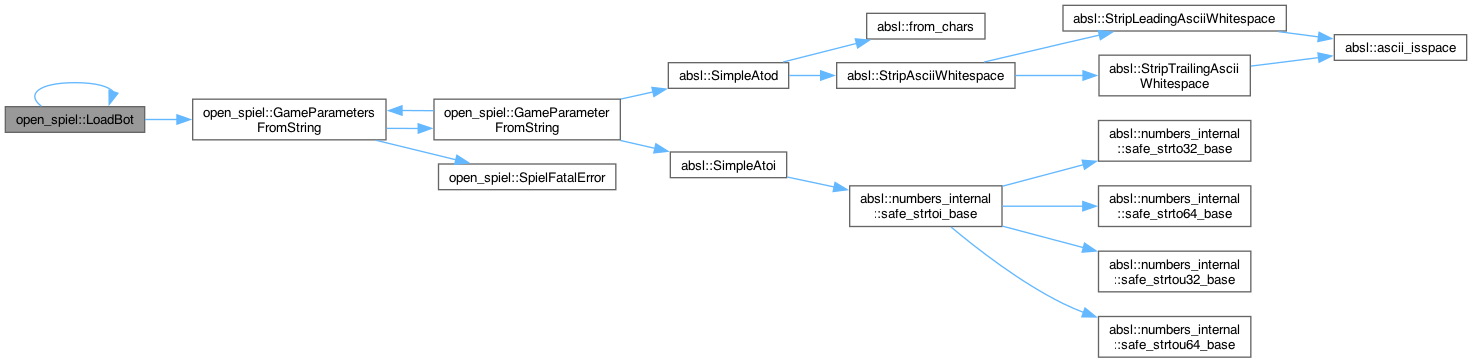 open_spiel::LoadBot
open_spiel::GameParameters
FromString
open_spiel::GameParameter
FromString
open_spiel::SpielFatalError
absl::SimpleAtod
absl::SimpleAtoi
absl::from_chars
absl::StripAsciiWhitespace
absl::numbers_internal
::safe_strtoi_base
absl::StripLeadingAsciiWhitespace
absl::StripTrailingAscii
Whitespace
absl::numbers_internal
::safe_strto32_base
absl::numbers_internal
::safe_strto64_base
absl::numbers_internal
::safe_strtou32_base
absl::numbers_internal
::safe_strtou64_base
absl::ascii_isspace